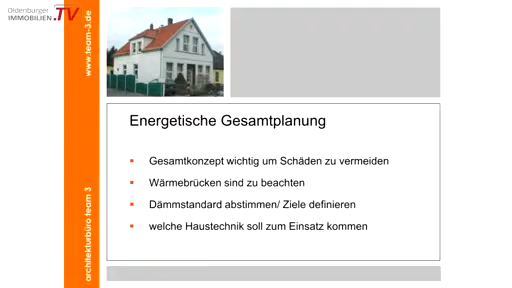 Oldenburger
IMMOBILIEN.TV
www.team-3.de
architekturbüro team 3
Energetische Gesamtplanung
Gesamtkonzept wichtig um Schäden zu vermeiden
Wärmebrücken sind zu beachten
Dämmstandard abstimmen/ Ziele definieren
welche Haustechnik soll zum Einsatz kommen